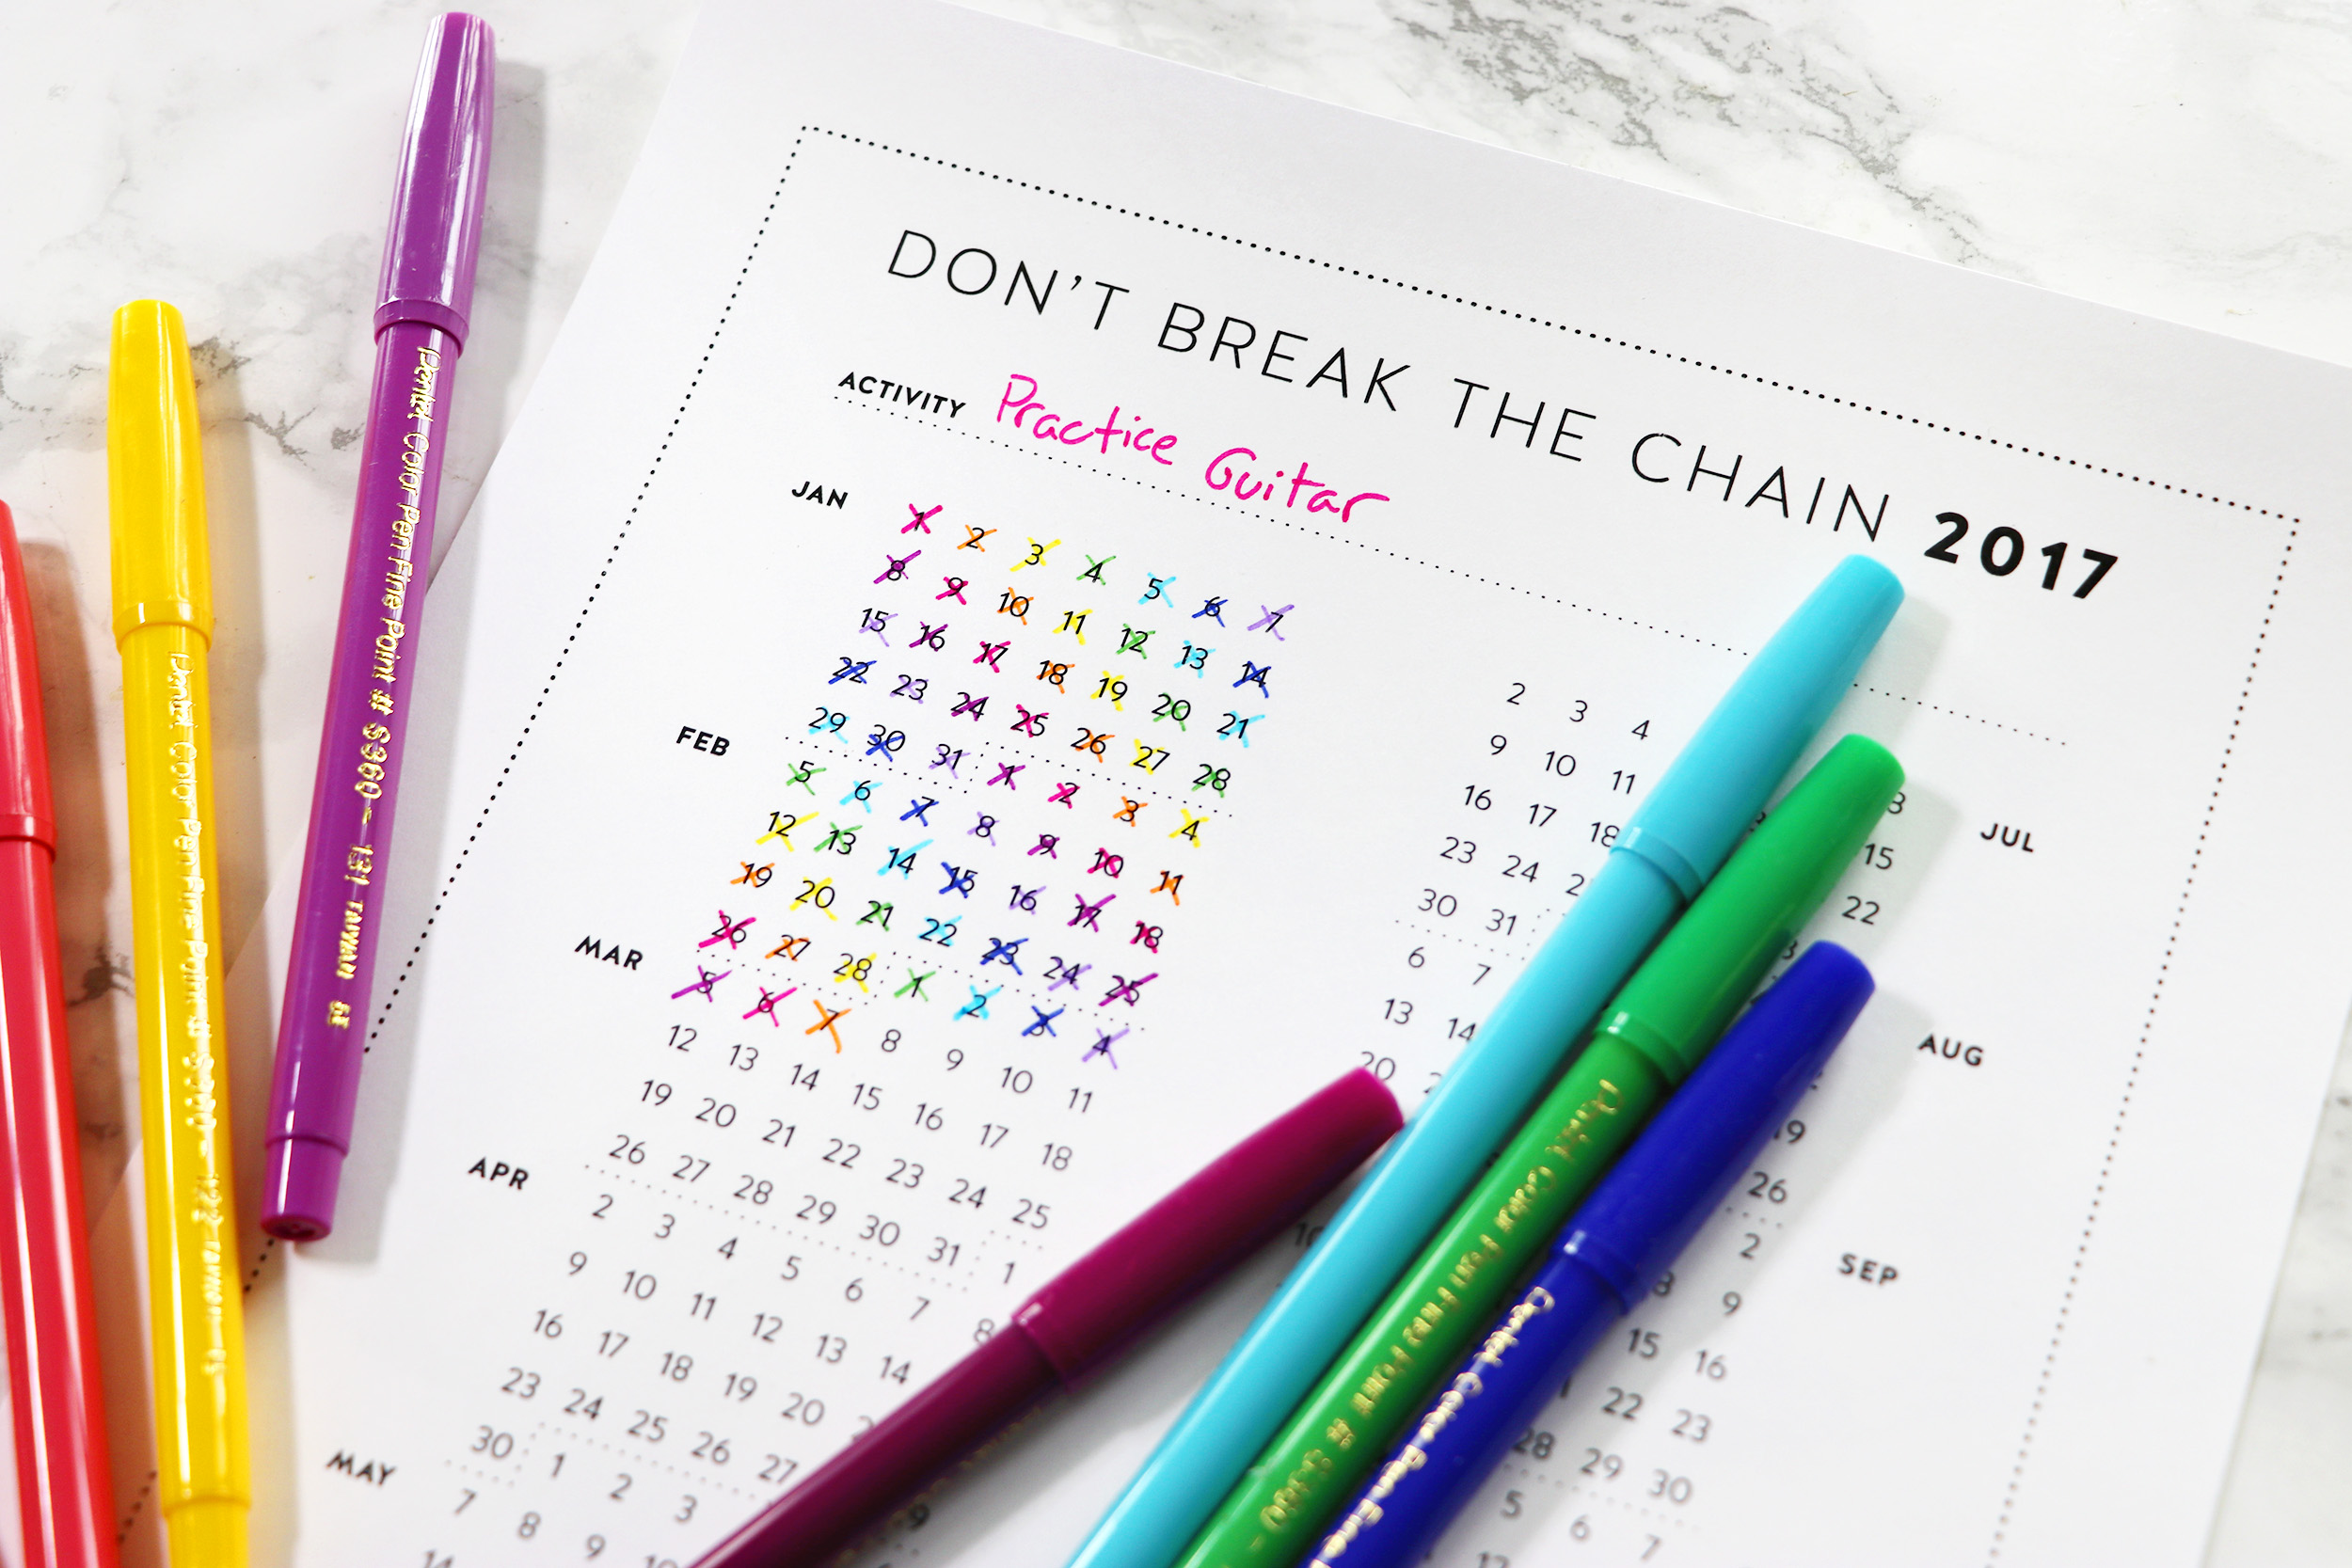 DON'T BREAK THE CHAIN 2017
ACTIVITY Practice Guitar
JAN 1 2 3 4 5 6 7
8 9 10 11 12 13 14
15 16 17 18 19 20 21
22 23 24 25 26 27 28
29 30 31 1 2 3 4
FEB
5 6 7 8 9 10 11
12 13 14 15 16 17 18
19 20 21 22 23 24 25
26 27 28 1 2 3 4
MAR
5 6 7 8 9 10 11
12 13 14 15 16 17 18
19 20 21 22 23 24 25
26 27 28 29 30 31 1
APR
2 3 4 5 6 7 8
9 10 11 12 13 14
16 17 18 19 20
23 24 25 26 27
30 1 2 3
MAY
7 8 9 10
14
2 3 4
9 10 11
16 17 18
23 24
30 31
6 7
13 14
20
JUL
15
22
AUG
19
26
2
SEP
9
15 16
22 23
28 29 30
5 6 7
Pentel Color Pen Fine Point # S360-131 TAIWAN
Pentel Color Pen Fine Point # S360-122 TAIWAN
Pentel Color Pen Fine Point # S360-
Pentel Color Pen Fine